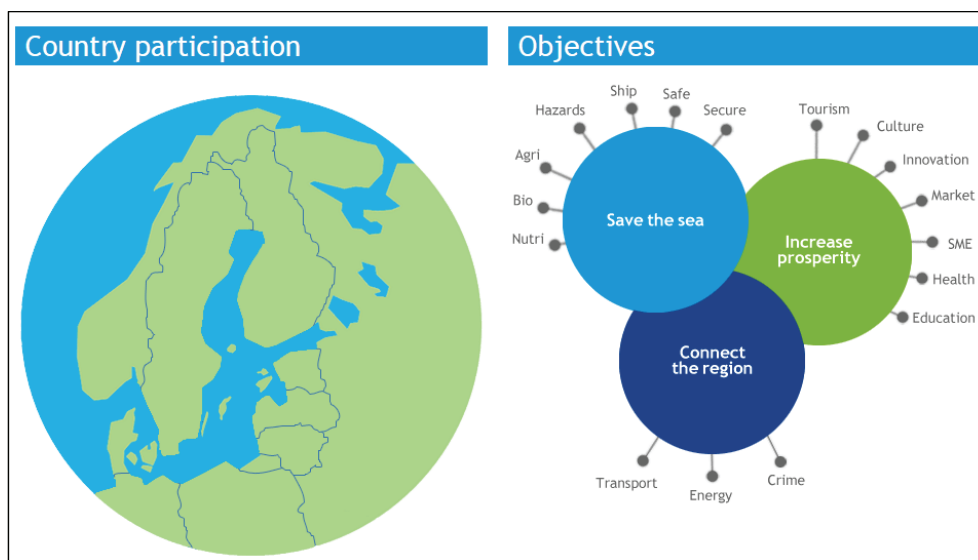 Country participation
Objectives
Ship
Safe
Hazards
Secure
Agri
Bio
Nutri
Save the sea
Tourism
Culture
Innovation
Market
SME
Health
Education
Increase
prosperity
Connect
the region
Transport
Energy
Crime